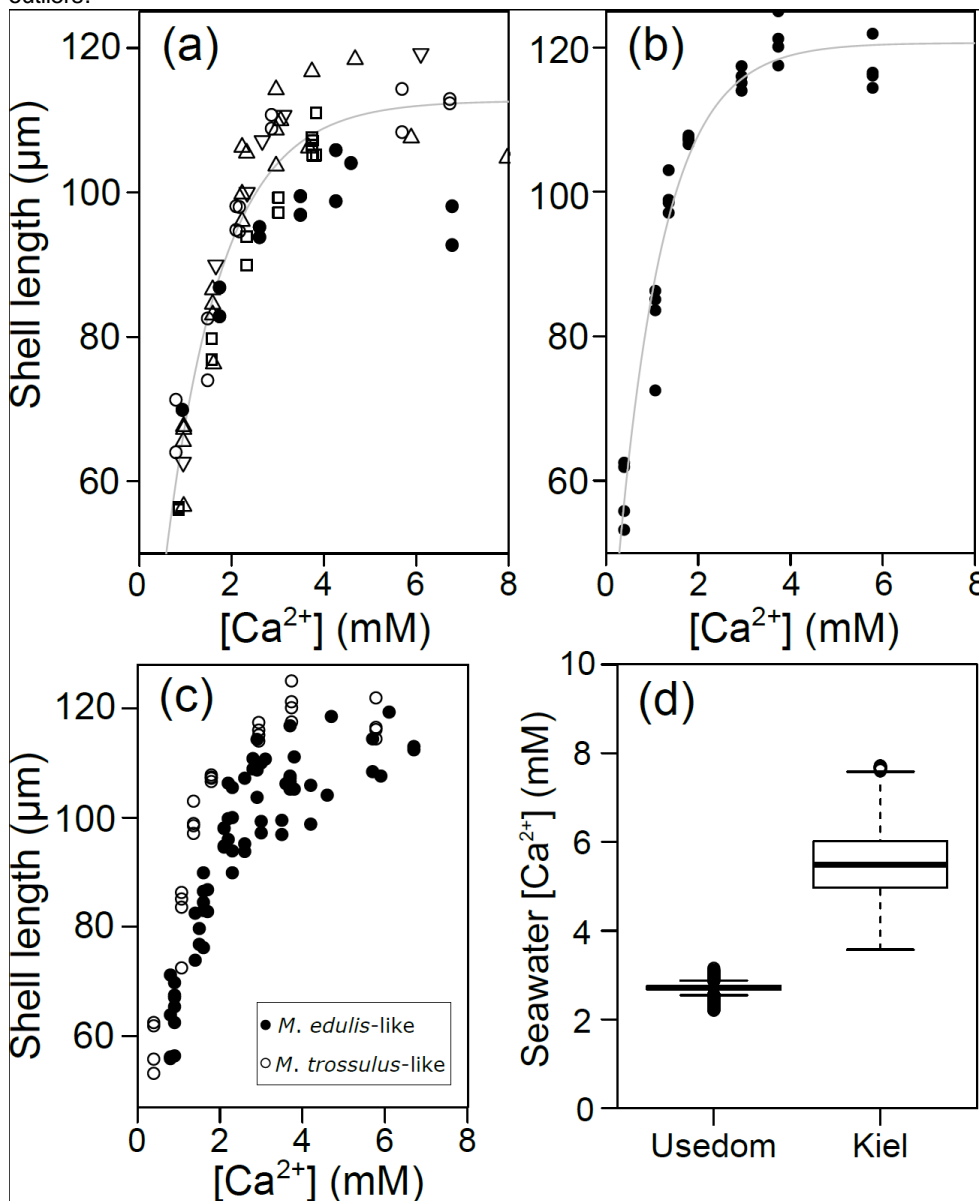 outliers.
(a)
(b)
Shell length (µm)
120
100
80
60
0 2 4 6 8
[Ca²⁺] (mM)
120
100
80
60
0 2 4 6 8
[Ca²⁺] (mM)
(c)
Shell length (µm)
120
100
80
60
0 2 4 6 8
[Ca²⁺] (mM)
M. edulis-like
M. trossulus-like
(d)
Seawater [Ca²⁺] (mM)
10
8
6
4
2
0
Usedom Kiel